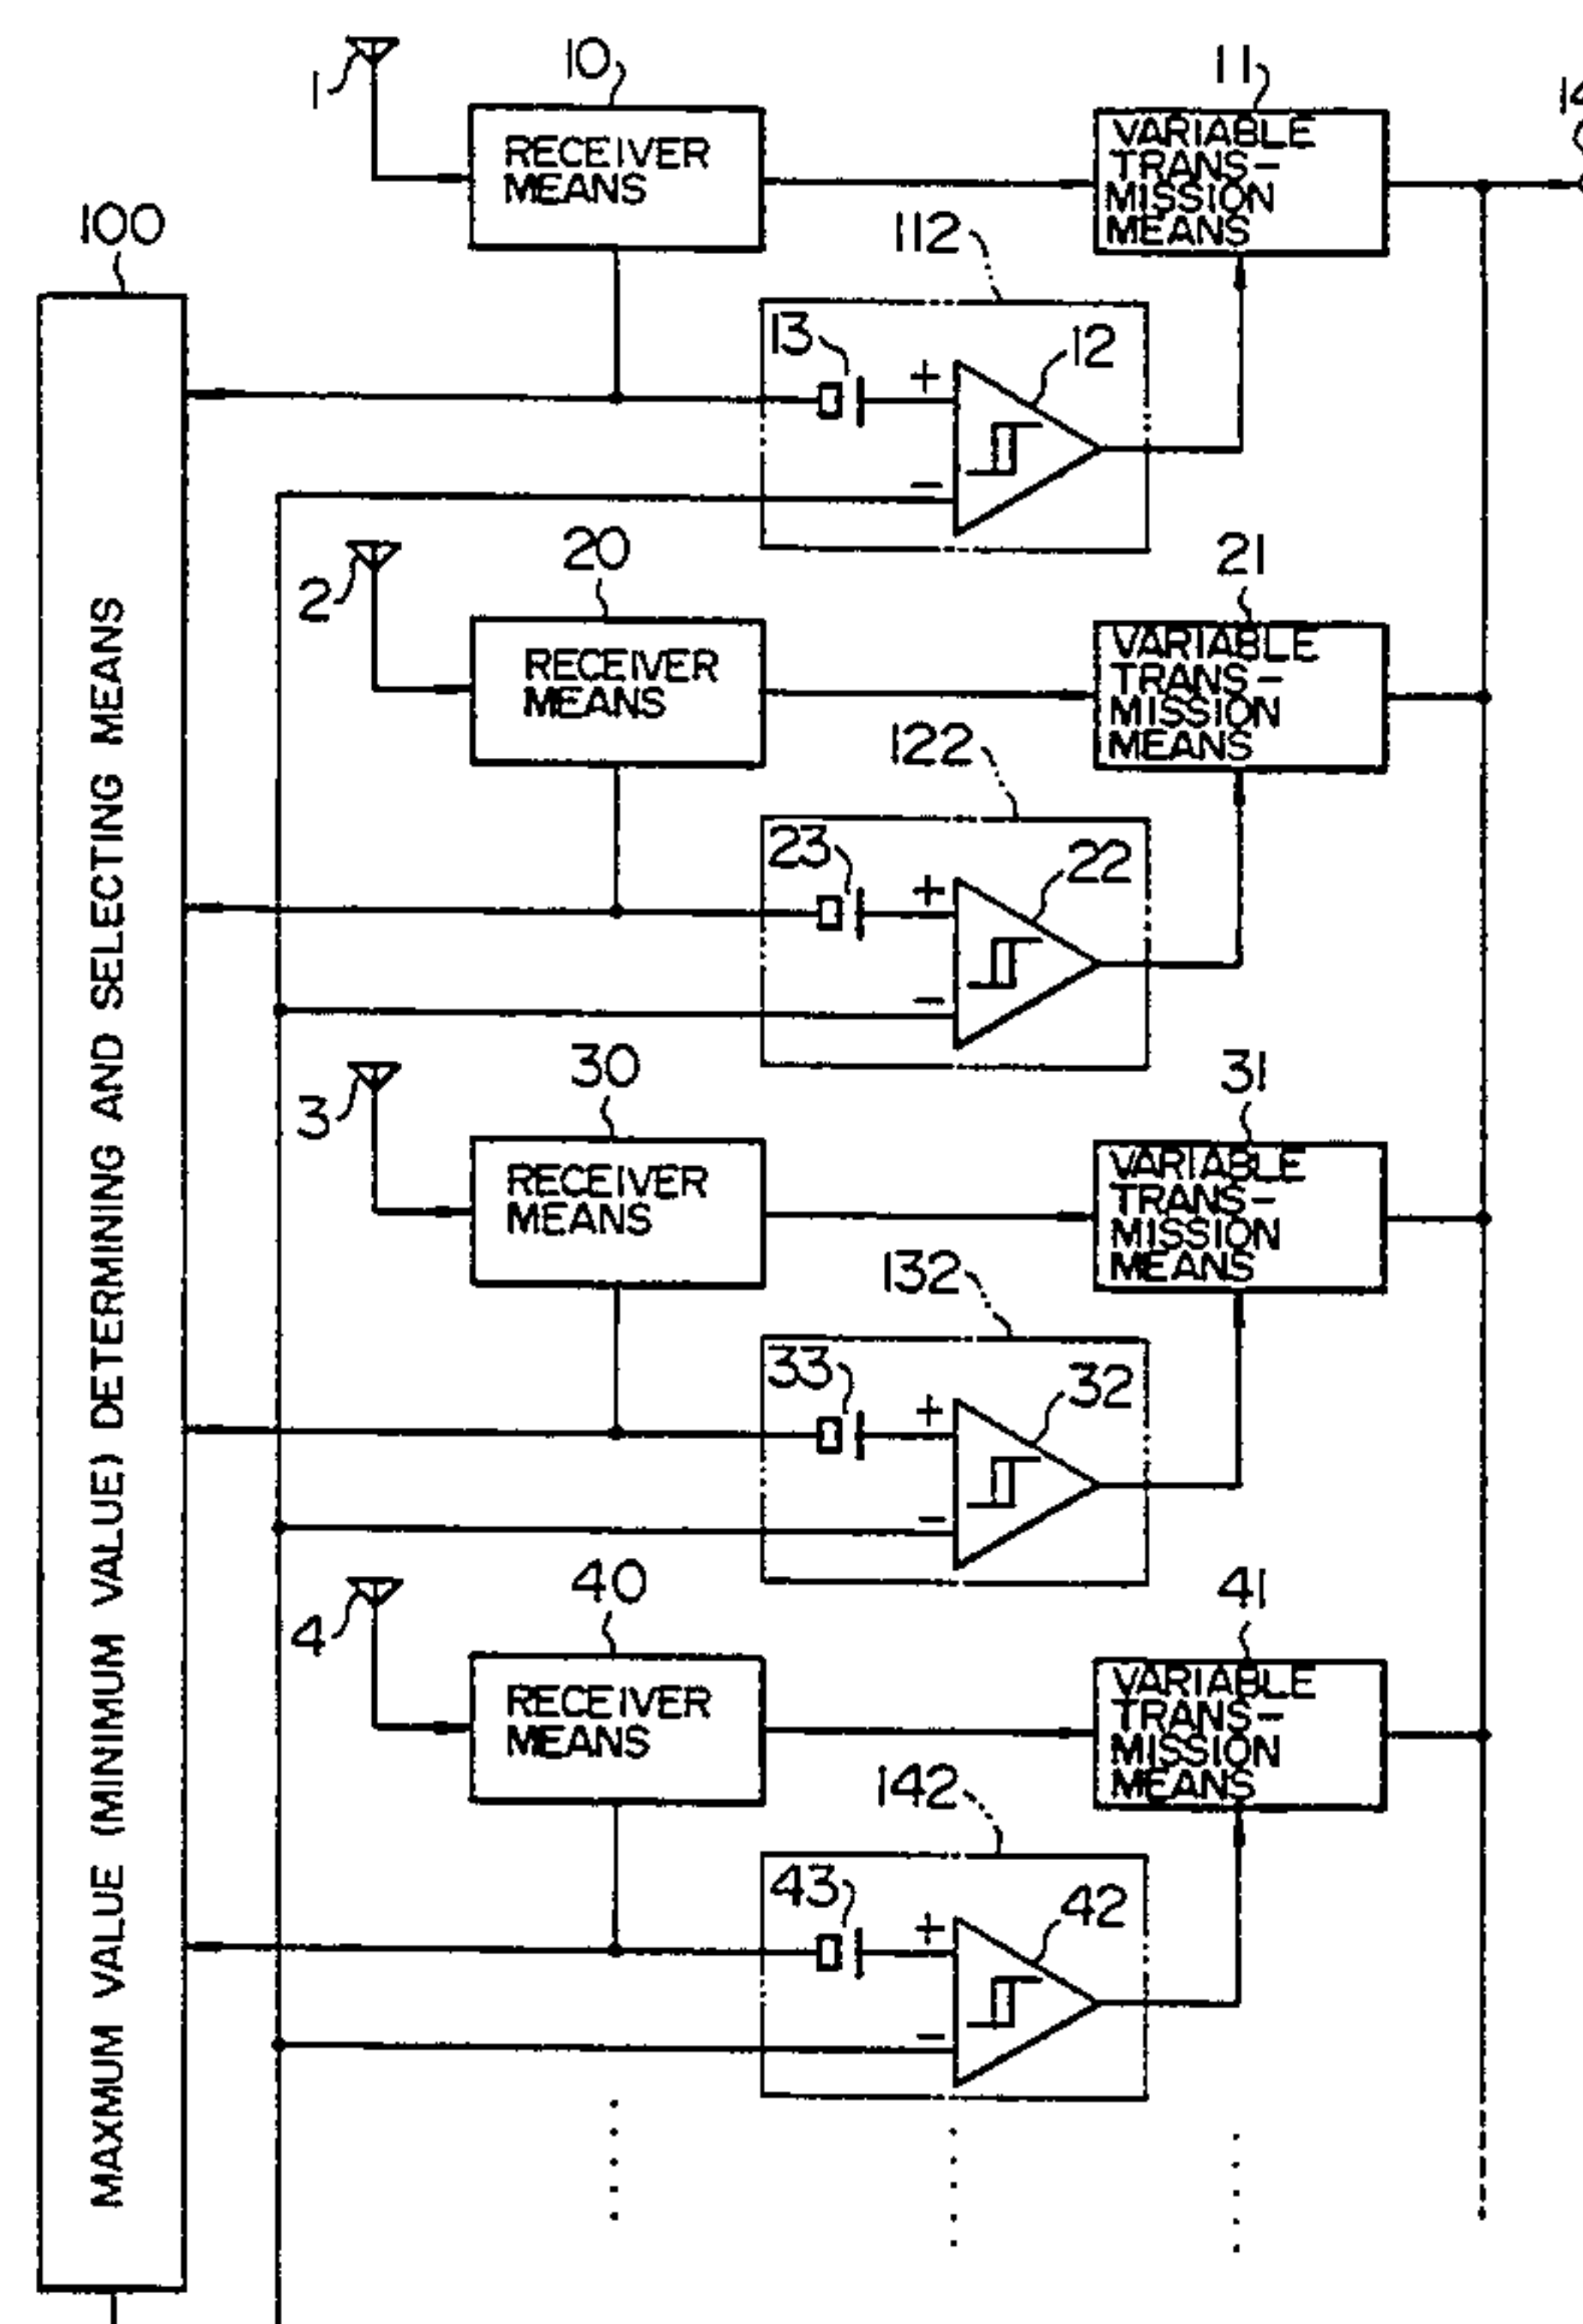 1
10
11
14
RECEIVER
MEANS
VARIABLE
TRANS-
MISSION
MEANS
100
112
13
+
12
-
MAXMUM VALUE (MINIMUM VALUE) DETERMINING AND SELECTING MEANS
2
20
21
RECEIVER
MEANS
VARIABLE
TRANS-
MISSION
MEANS
122
23
+
22
-
3
30
31
RECEIVER
MEANS
VARIABLE
TRANS-
MISSION
MEANS
132
33
+
32
-
4
40
41
RECEIVER
MEANS
VARIABLE
TRANS-
MISSION
MEANS
142
43
+
42
-